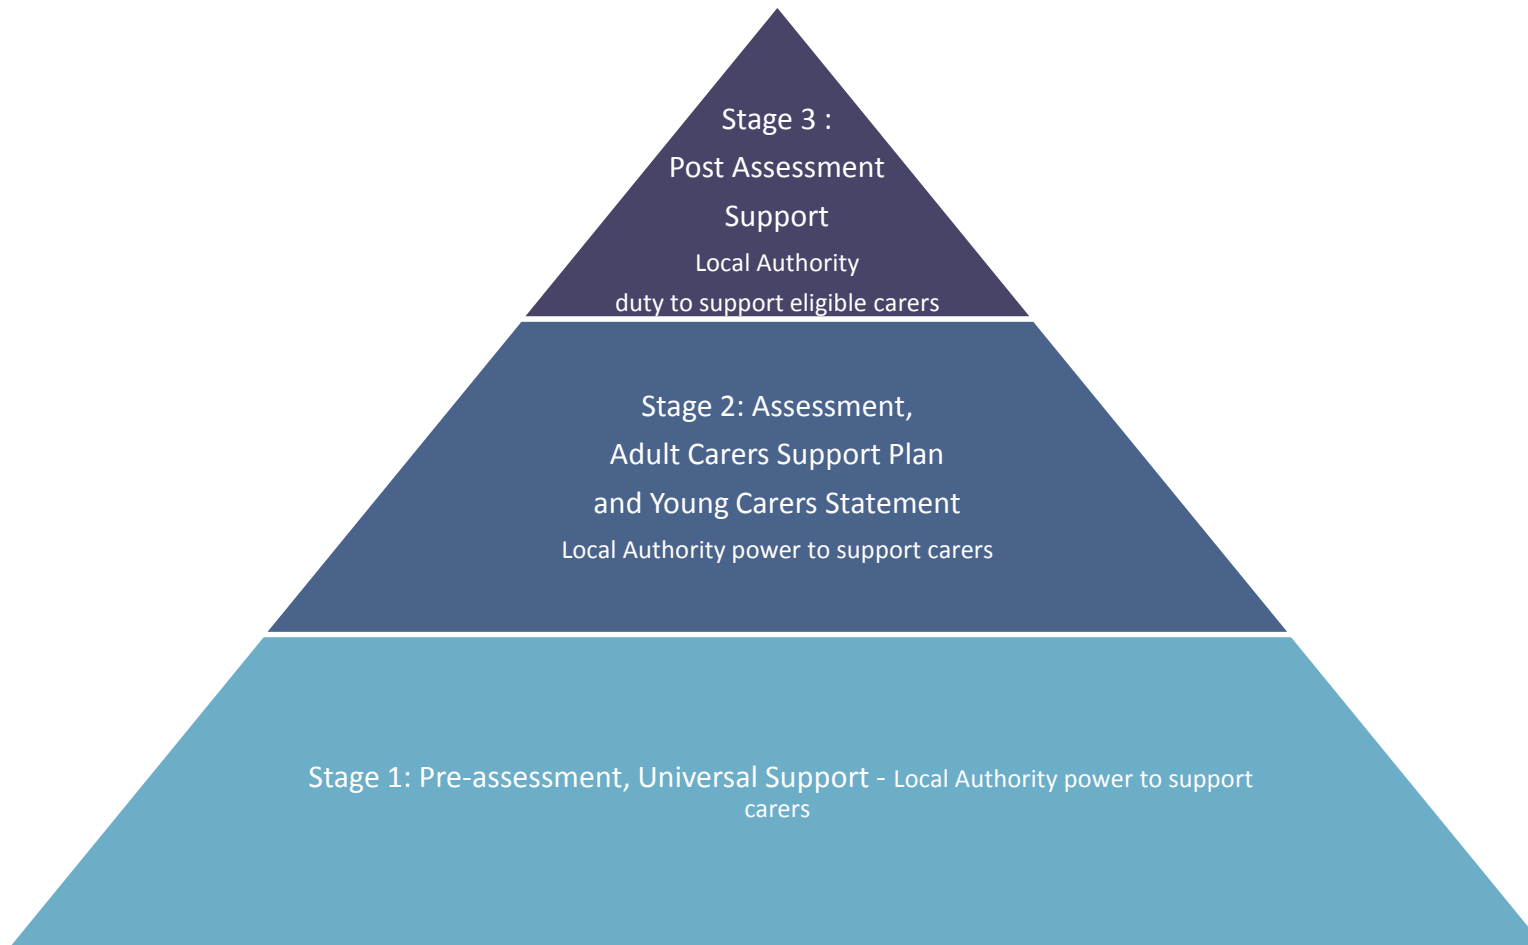 Stage 3 :
Post Assessment
Support
Local Authority
duty to support eligible carers
Stage 2: Assessment,
Adult Carers Support Plan
and Young Carers Statement
Local Authority power to support carers
Stage 1: Pre-assessment, Universal Support - Local Authority power to support
carers